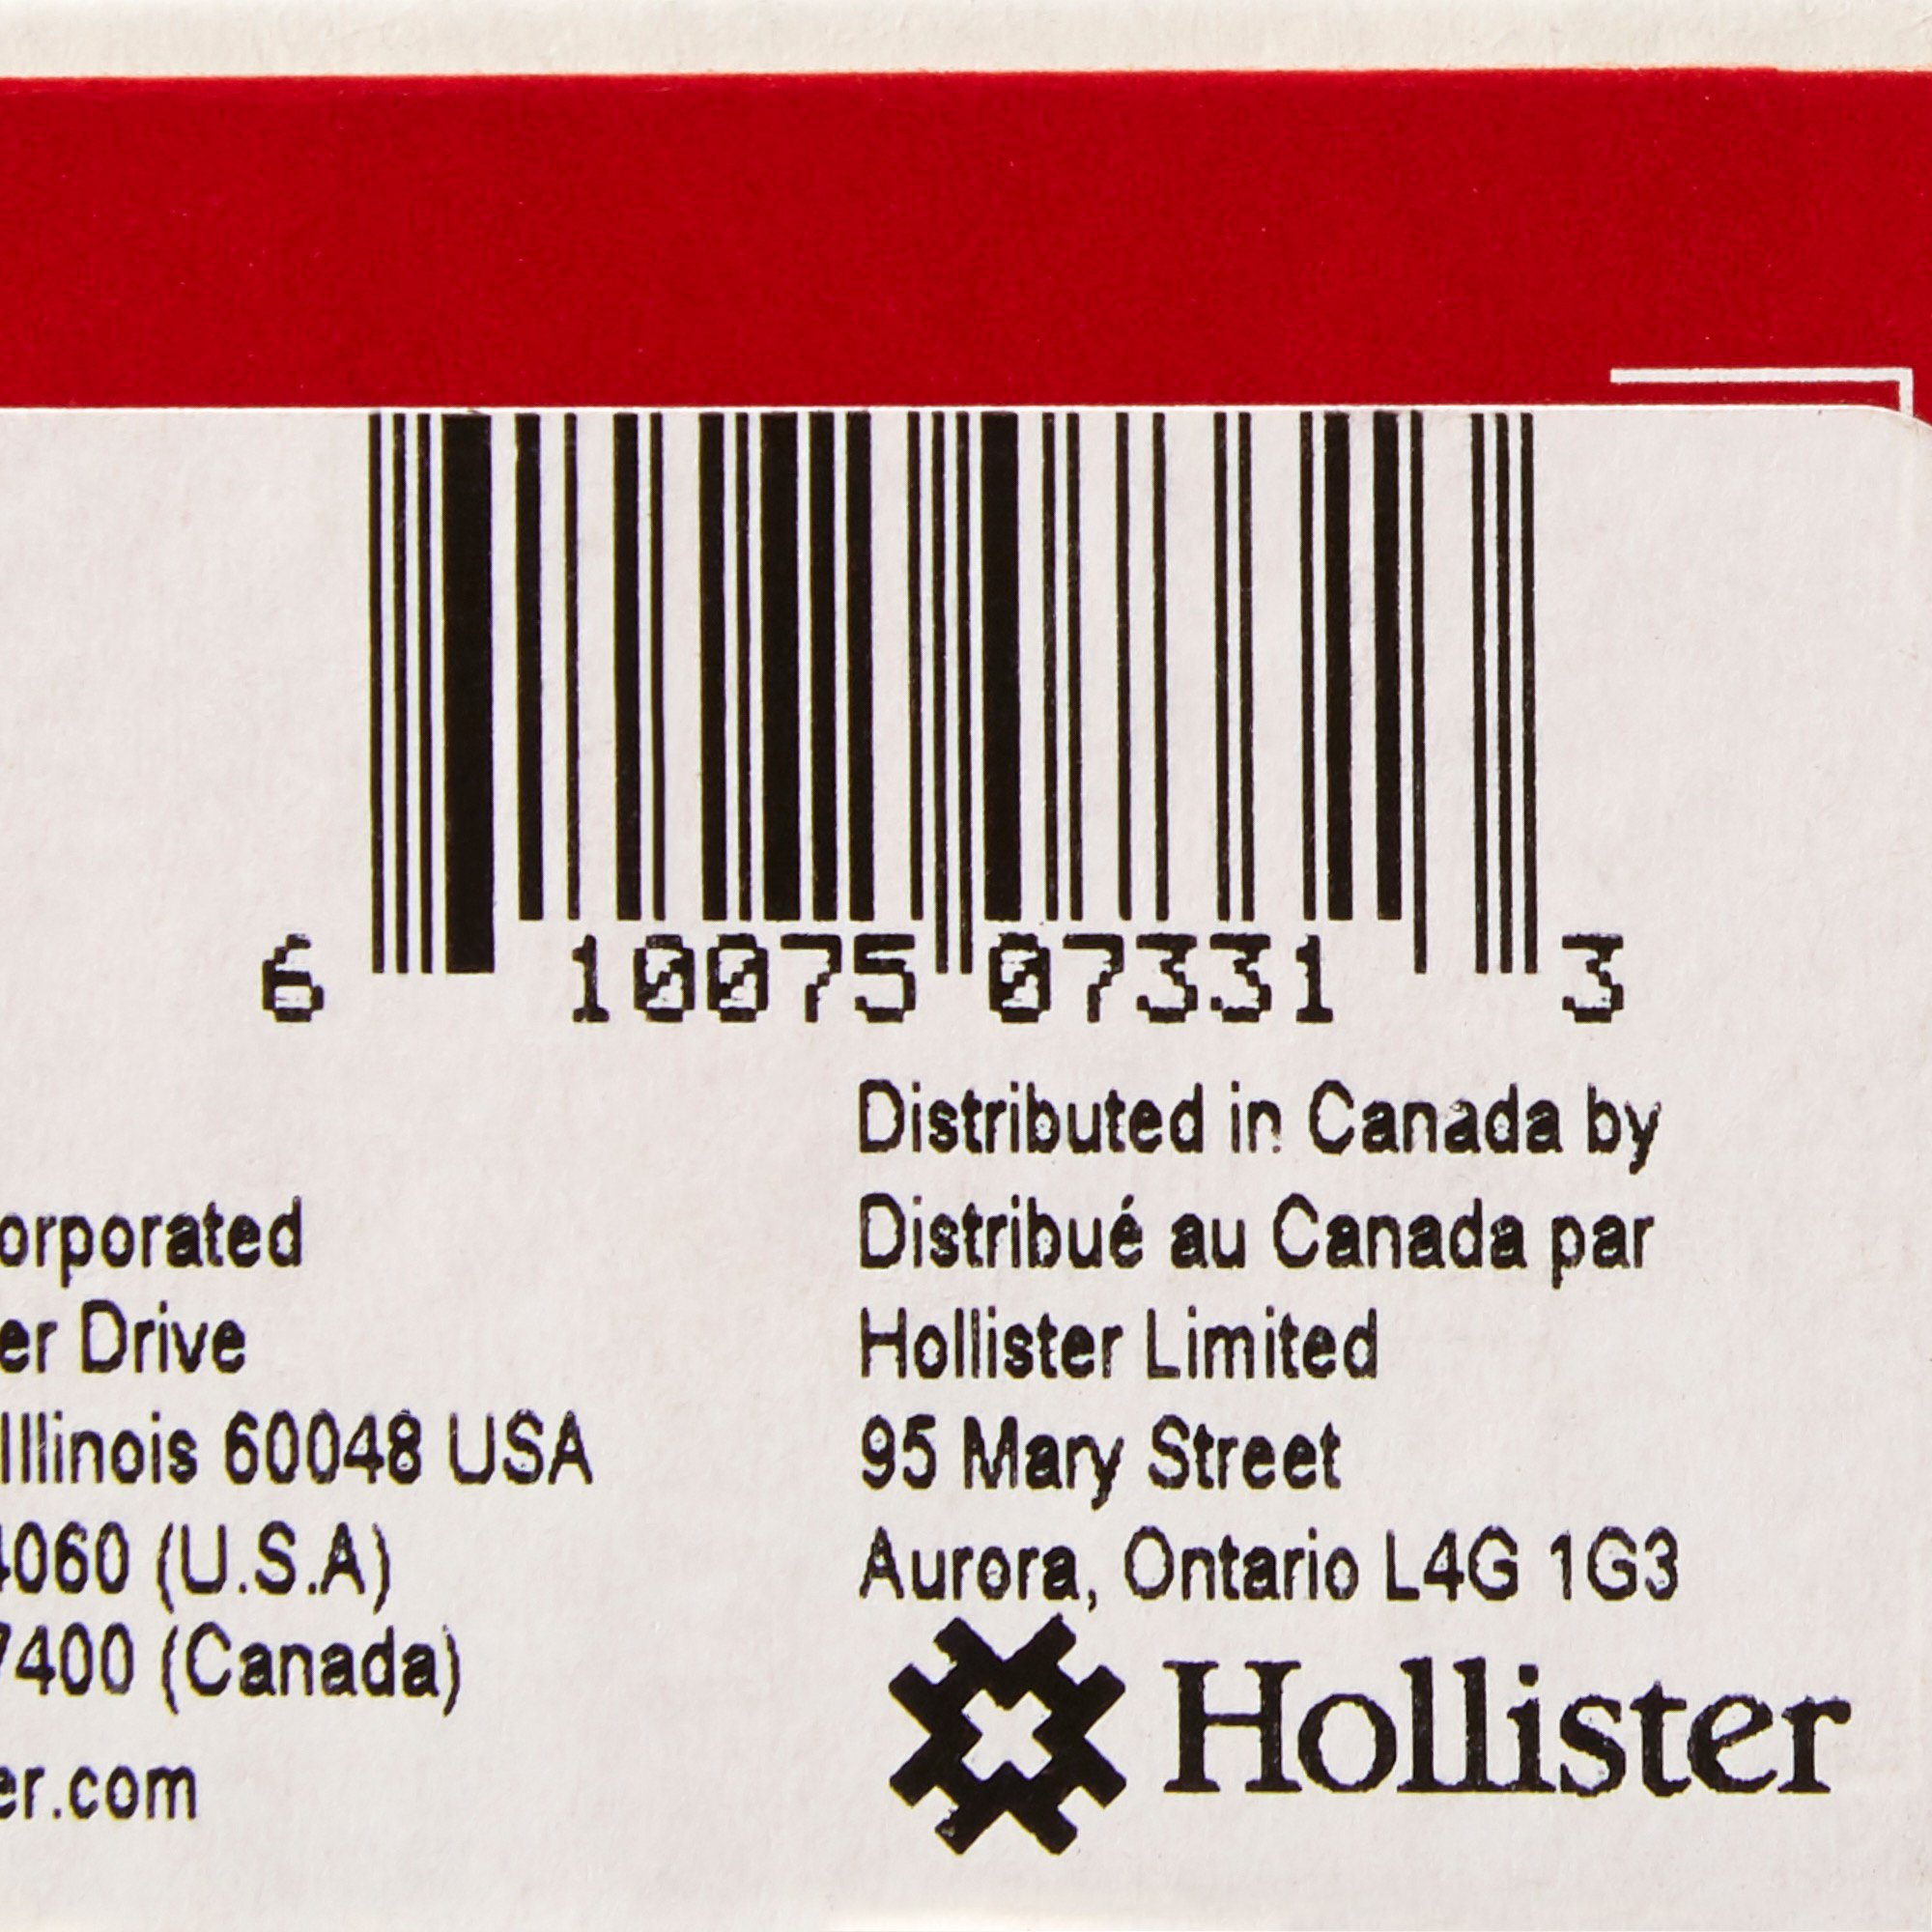 6 10075 07331 3
orporated
er Drive
Illinois 60048 USA
4060 (U.S.A)
7400 (Canada)
er.com
Distributed in Canada by
Distribué au Canada par
Hollister Limited
95 Mary Street
Aurora, Ontario L4G 1G3
Hollister